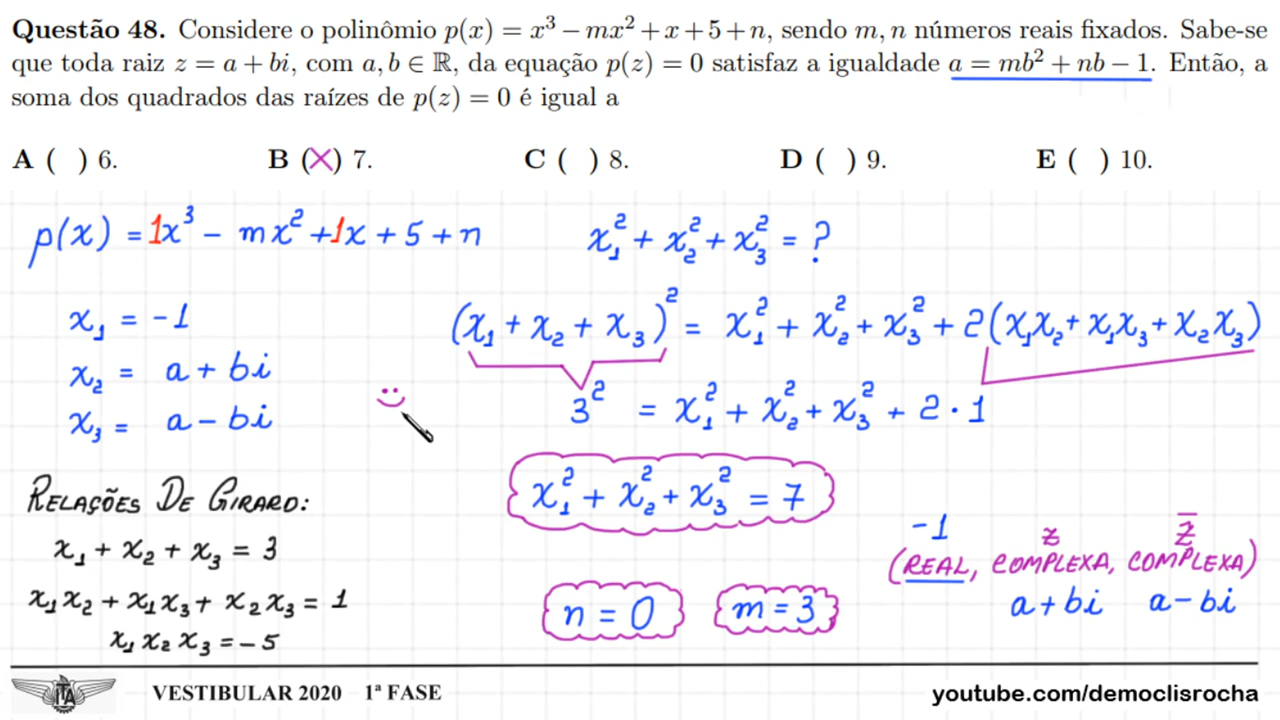 Questão 48. Considere o polinômio p(x) = x³ − mx² + x + 5 + n, sendo m, n números reais fixados. Sabe-se
que toda raiz z = a + bi, com a, b ∈ ℝ, da equação p(z) = 0 satisfaz a igualdade a = mb² + nb − 1. Então, a
soma dos quadrados das raízes de p(z) = 0 é igual a
A ( ) 6. B (X) 7. C ( ) 8. D ( ) 9. E ( ) 10.
p(x) = 1x³ − mx² + 1x + 5 + n
x₁² + x₂² + x₃² = ?
x₁ = −1
x₂ = a + bi
x₃ = a − bi
(x₁ + x₂ + x₃)² = x₁² + x₂² + x₃² + 2(x₁x₂ + x₁x₃ + x₂x₃)
3² = x₁² + x₂² + x₃² + 2 · 1
x₁² + x₂² + x₃² = 7
RELAÇÕES DE GIRARD:
x₁ + x₂ + x₃ = 3
x₁x₂ + x₁x₃ + x₂x₃ = 1
x₁x₂x₃ = −5
n = 0
m = 3
−1 z z̅
(REAL, COMPLEXA, COMPLEXA)
a + bi a − bi
ITA
VESTIBULAR 2020 1ª FASE
youtube.com/democlisrocha